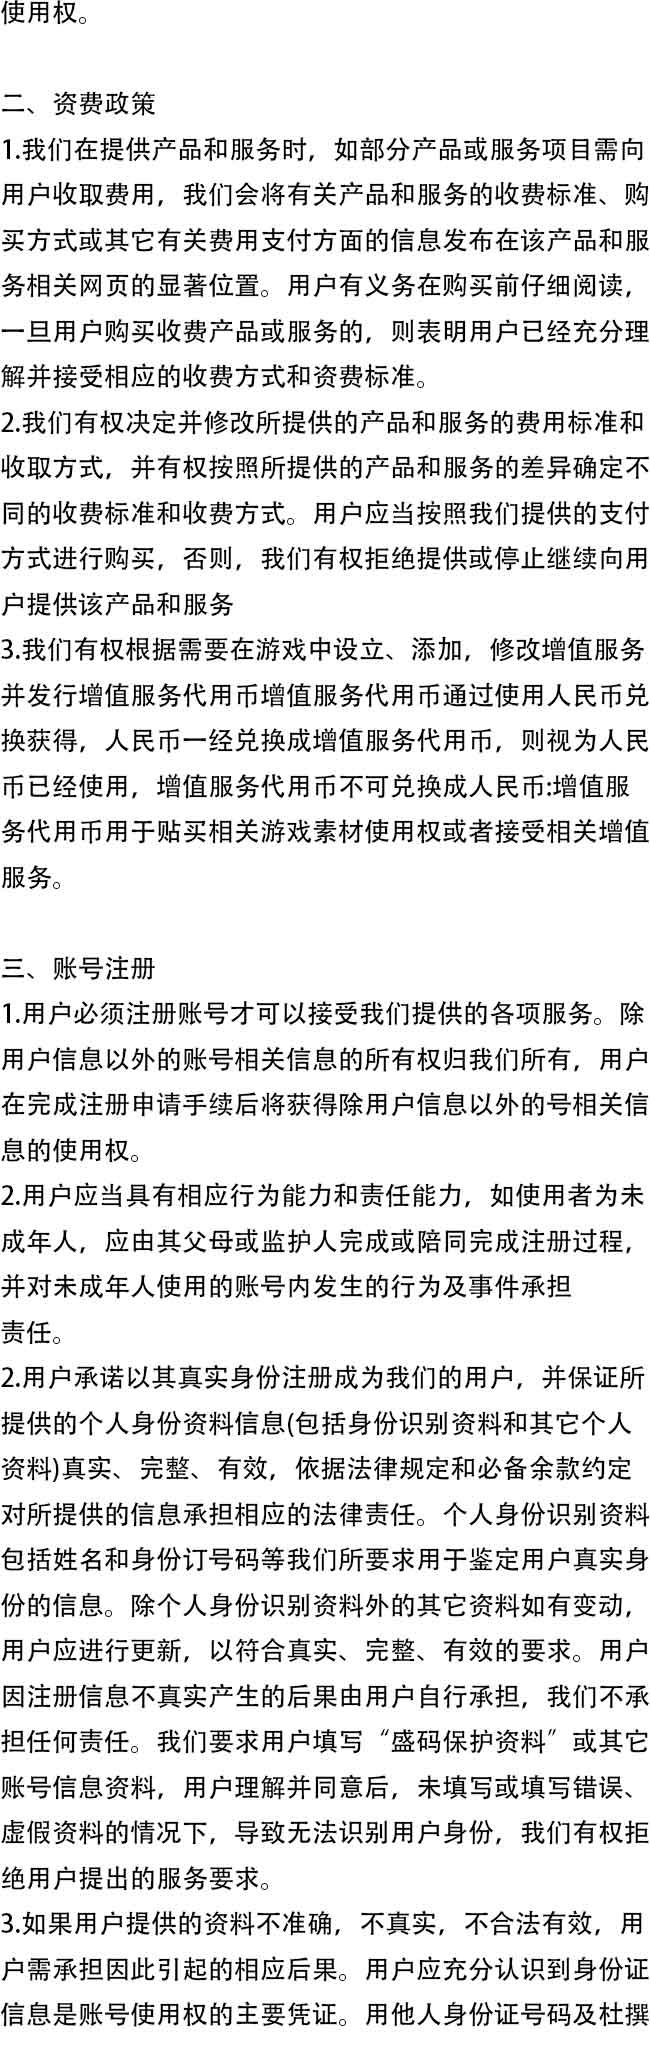 使用权。
二、资费政策
1.我们在提供产品和服务时，如部分产品或服务项目需向
用户收取费用，我们会将有关产品和服务的收费标准、购
买方式或其它有关费用支付方面的信息发布在该产品和服
务相关网页的显著位置。用户有义务在购买前仔细阅读，
一旦用户购买收费产品或服务的，则表明用户已经充分理
解并接受相应的收费方式和资费标准。
2.我们有权决定并修改所提供的产品和服务的费用标准和
收取方式，并有权按照所提供的产品和服务的差异确定不
同的收费标准和收费方式。用户应当按照我们提供的支付
方式进行购买，否则，我们有权拒绝提供或停止继续向用
户提供该产品和服务
3.我们有权根据需要在游戏中设立、添加，修改增值服务
并发行增值服务代用币增值服务代用币通过使用人民币兑
换获得，人民币一经兑换成增值服务代用币，则视为人民
币已经使用，增值服务代用币不可兑换成人民币:增值服
务代用币用于贴买相关游戏素材使用权或者接受相关增值
服务。
三、账号注册
1.用户必须注册账号才可以接受我们提供的各项服务。除
用户信息以外的账号相关信息的所有权归我们所有，用户
在完成注册申请手续后将获得除用户信息以外的号相关信
息的使用权。
2.用户应当具有相应行为能力和责任能力，如使用者为未
成年人，应由其父母或监护人完成或陪同完成注册过程，
并对未成年人使用的账号内发生的行为及事件承担
责任。
2.用户承诺以其真实身份注册成为我们的用户，并保证所
提供的个人身份资料信息(包括身份识别资料和其它个人
资料)真实、完整、有效，依据法律规定和必备余款约定
对所提供的信息承担相应的法律责任。个人身份识别资料
包括姓名和身份订号码等我们所要求用于鉴定用户真实身
份的信息。除个人身份识别资料外的其它资料如有变动，
用户应进行更新，以符合真实、完整、有效的要求。用户
因注册信息不真实产生的后果由用户自行承担，我们不承
担任何责任。我们要求用户填写“盛码保护资料”或其它
账号信息资料，用户理解并同意后，未填写或填写错误、
虚假资料的情况下，导致无法识别用户身份，我们有权拒
绝用户提出的服务要求。
3.如果用户提供的资料不准确，不真实，不合法有效，用
户需承担因此引起的相应后果。用户应充分认识到身份证
信息是账号使用权的主要凭证。用他人身份证号码及杜撰